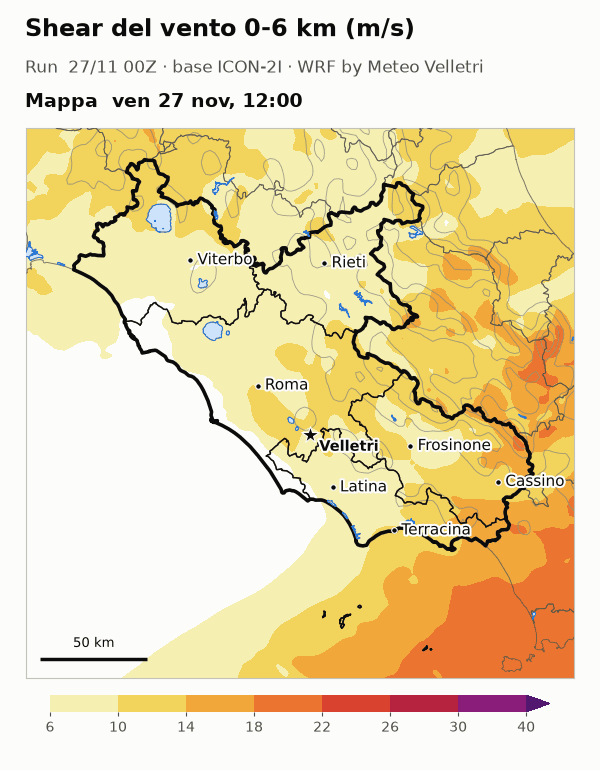 Shear del vento 0-6 km (m/s)
Run  27/11 00Z · base ICON-2I · WRF by Meteo Velletri
Mappa  ven 27 nov, 12:00
Viterbo
Rieti
Roma
Velletri
Frosinone
Cassino
Latina
Terracina
50 km
6 10 14 18 22 26 30 40